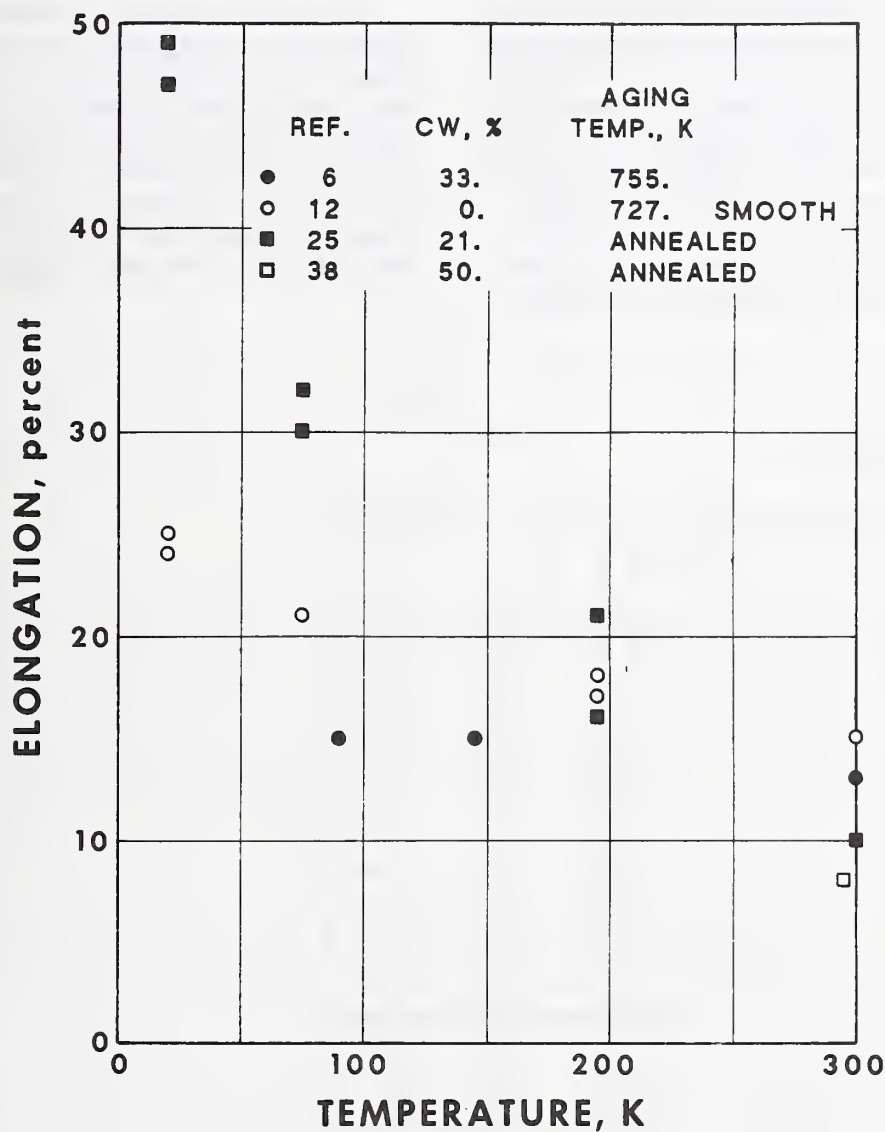 50
40
30
20
10
0
ELONGATION, percent
AGING
REF. CW, % TEMP., K
6 33. 755.
12 0. 727. SMOOTH
25 21. ANNEALED
38 50. ANNEALED
0 100 200 300
TEMPERATURE, K